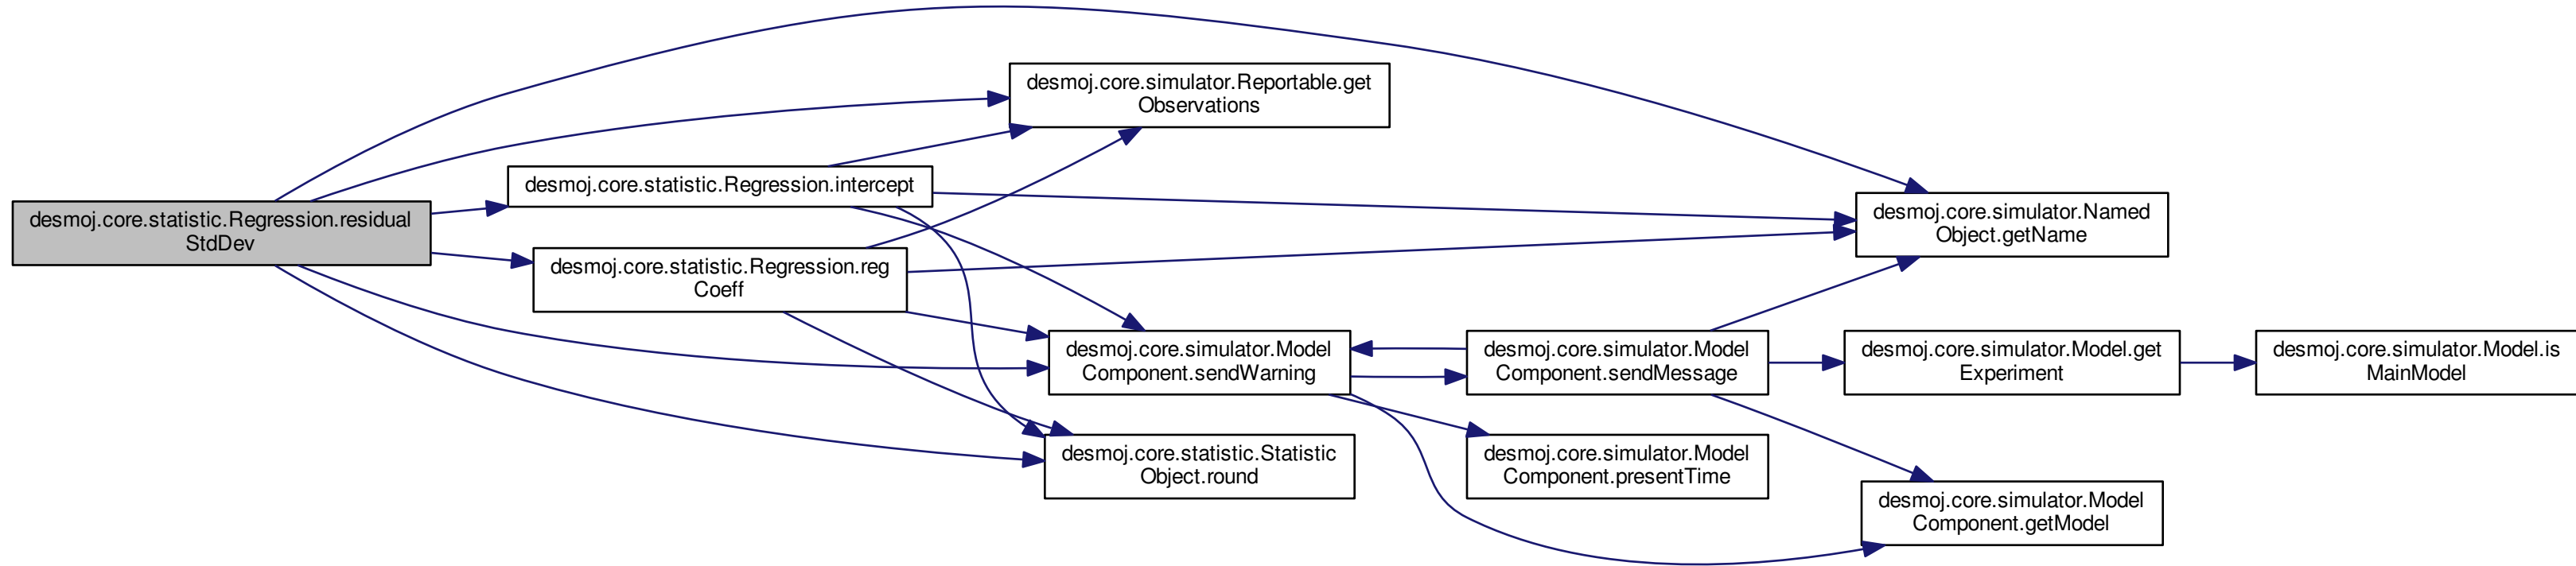 desmoj.core.statistic.Regression.residual
StdDev
desmoj.core.simulator.Reportable.get
Observations
desmoj.core.statistic.Regression.intercept
desmoj.core.statistic.Regression.reg
Coeff
desmoj.core.simulator.Model
Component.sendWarning
desmoj.core.statistic.Statistic
Object.round
desmoj.core.simulator.Model
Component.sendMessage
desmoj.core.simulator.Model
Component.presentTime
desmoj.core.simulator.Named
Object.getName
desmoj.core.simulator.Model.get
Experiment
desmoj.core.simulator.Model
Component.getModel
desmoj.core.simulator.Model.is
MainModel